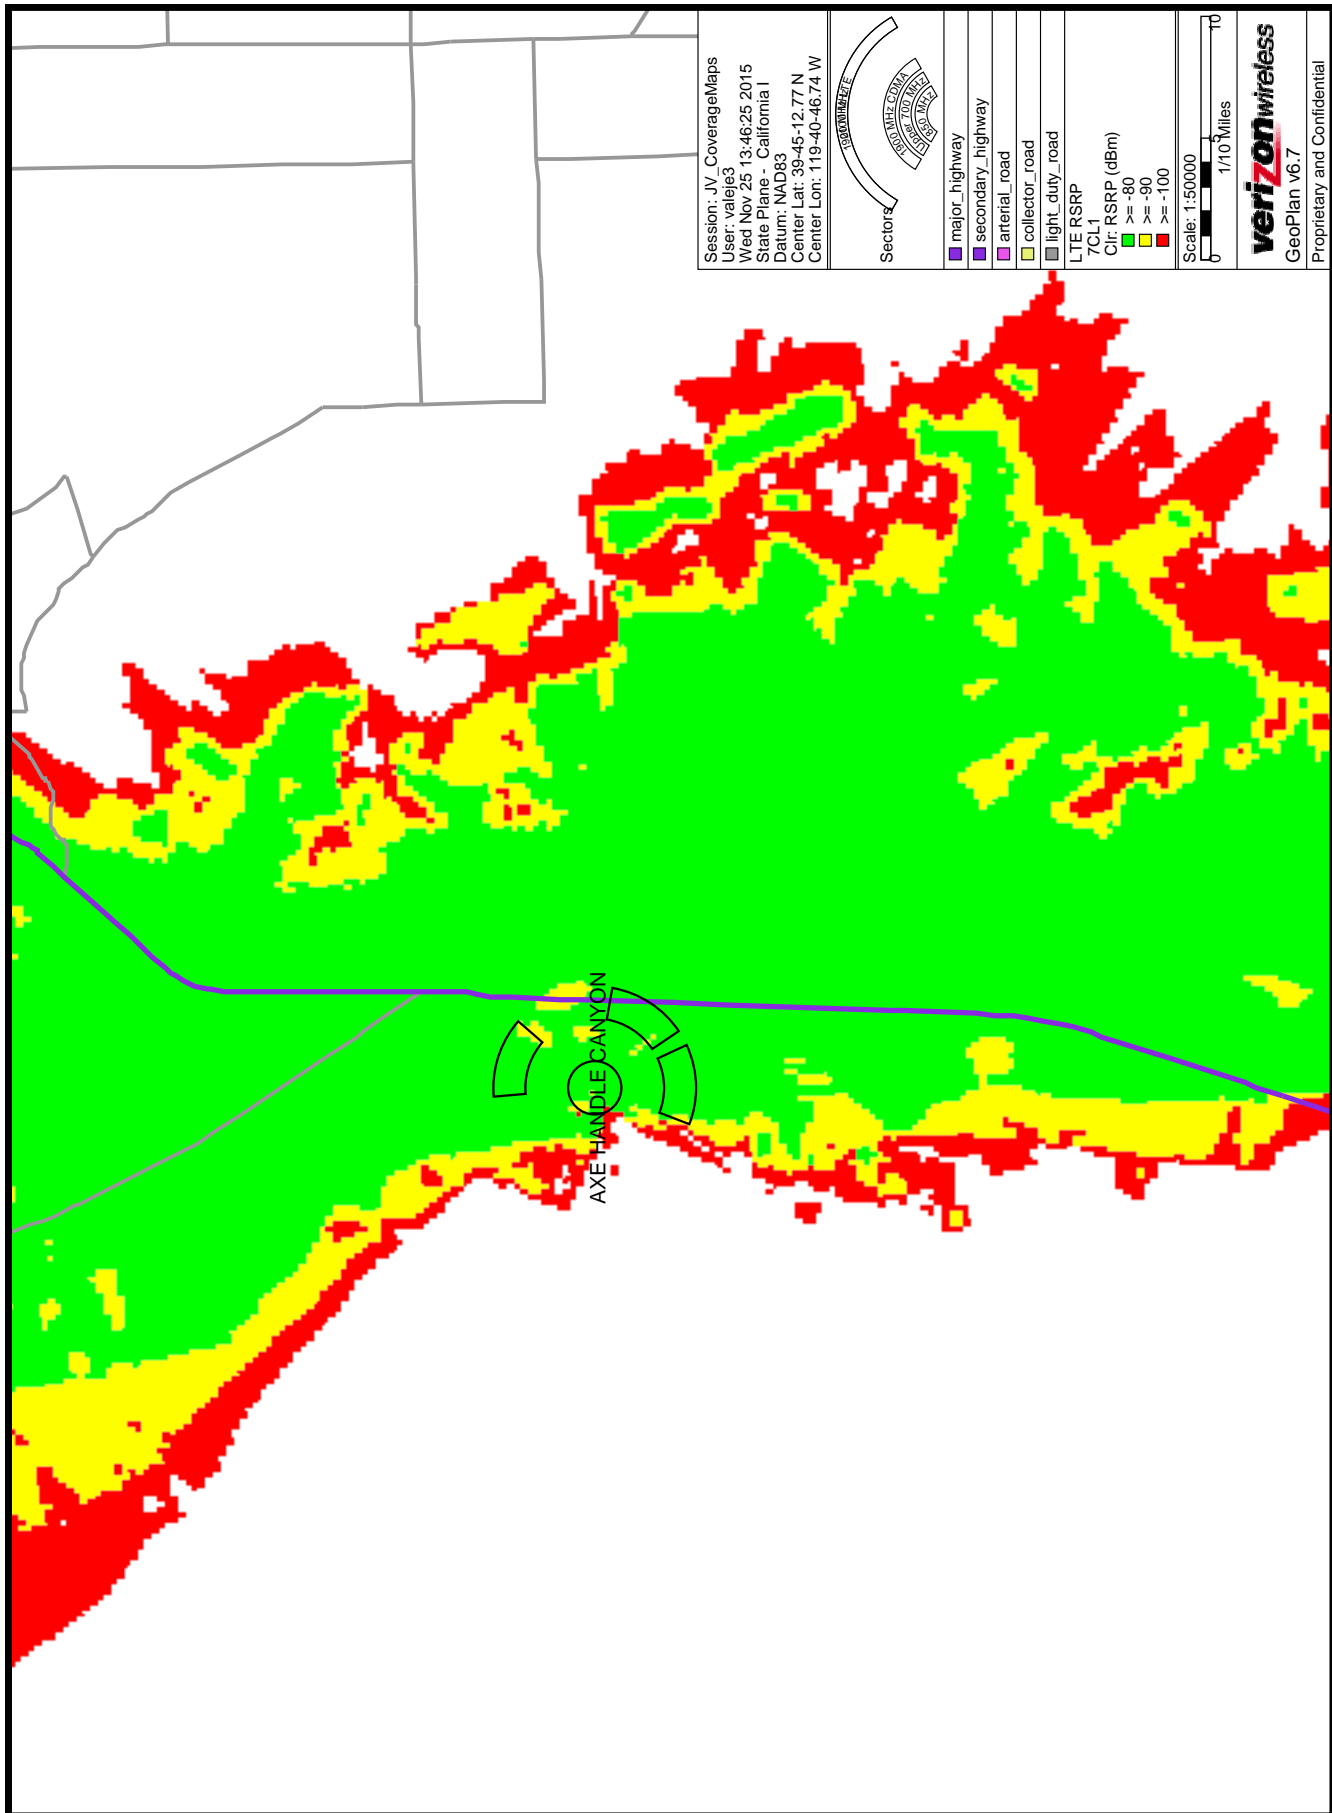 Session: JV_CoverageMaps
User: valeje3
Wed Nov 25 13:46:25 2015
State Plane - California I
Datum: NAD83
Center Lat: 39-45-12.77 N
Center Lon: 119-40-46.74 W
Sectors
1900 MHz CDMA
Upper 700 MHz
850 MHz
major_highway
secondary_highway
arterial_road
collector_road
light_duty_road
LTE RSRP
7CL1
Clr: RSRP (dBm)
>= -80
>= -90
>= -100
Scale: 1:50000
0 5 10
1/10 Miles
verizonwireless
GeoPlan v6.7
Proprietary and Confidential
AXE HANDLE CANYON